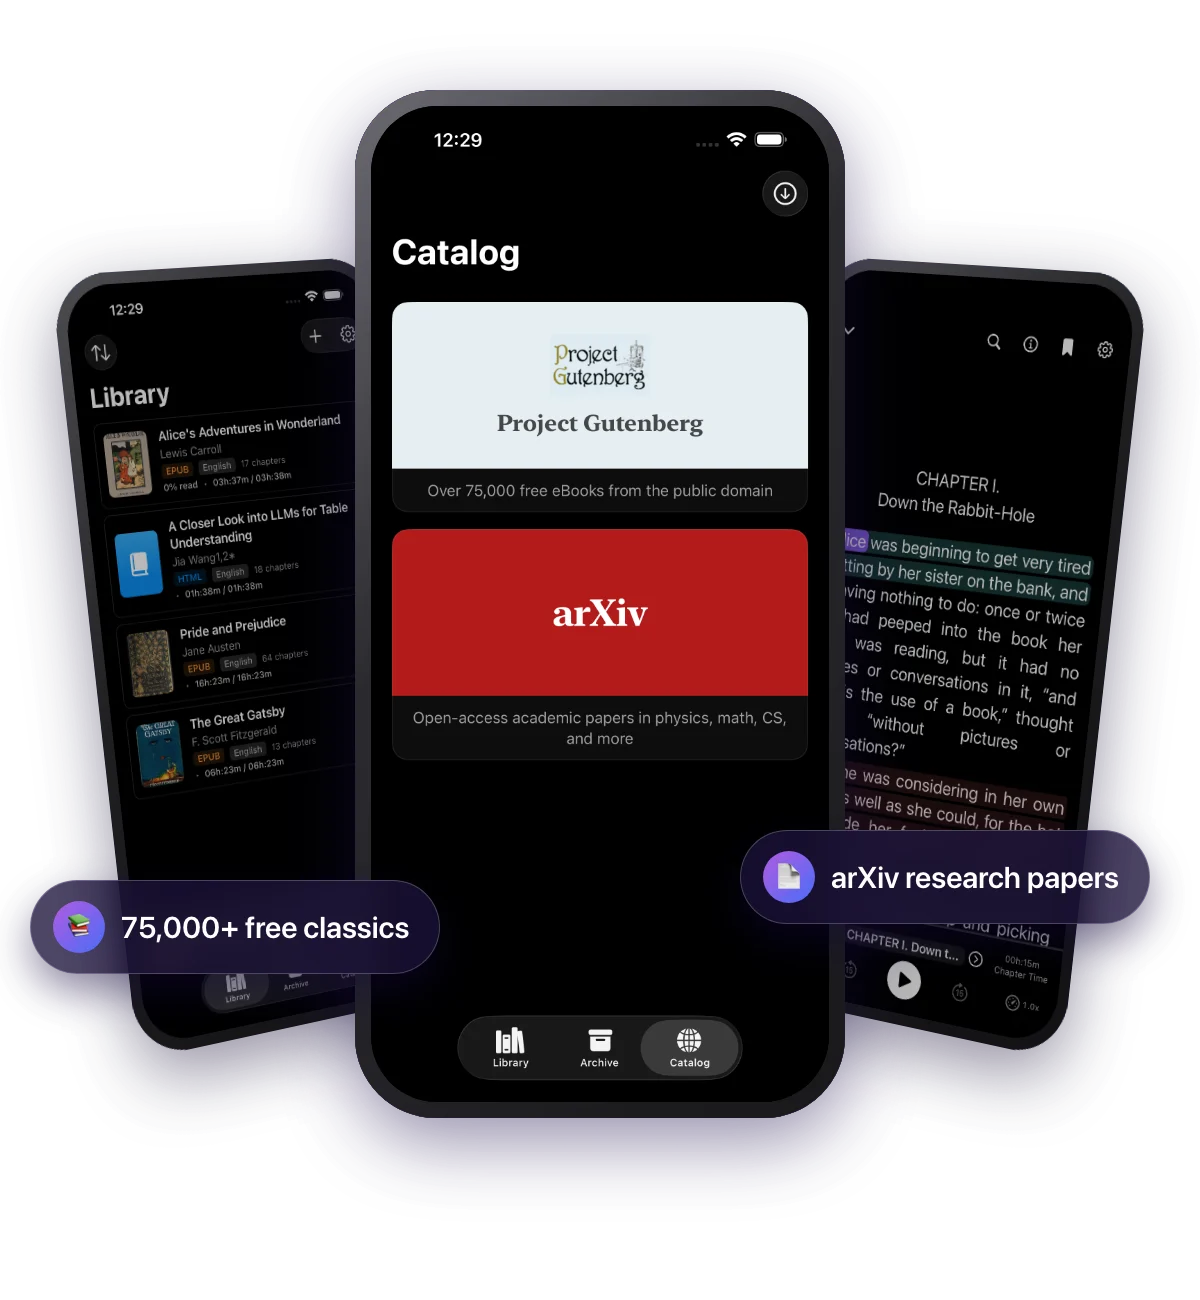 12:29
Library
Alice's Adventures in Wonderland
Lewis Carroll
EPUB English 17 chapters
0% read · 03h:37m / 03h:38m
A Closer Look into LLMs for Table
Understanding
Jia Wang1,2*
HTML English 18 chapters
· 01h:38m / 01h:38m
Pride and Prejudice
Jane Austen
EPUB English 64 chapters
· 16h:23m / 16h:23m
The Great Gatsby
F. Scott Fitzgerald
EPUB English 13 chapters
· 06h:23m / 06h:23m
75,000+ free classics
Library Archive
12:29
Catalog
Project
Gutenberg
Project Gutenberg
Over 75,000 free eBooks from the public domain
arXiv
Open-access academic papers in physics, math, CS,
and more
Library Archive Catalog
CHAPTER I.
Down the Rabbit-Hole
was beginning to get very tired
by her sister on the bank, and
nothing to do: once or twice
had peeped into the book her
was reading, but it had no
or conversations in it, “and
the use of a book,” thought
“without pictures or
was considering in her own
well as she could, for the
arXiv research papers
and picking
CHAPTER I. Down t...
00h:15m
Chapter Time
15
15
1.0x